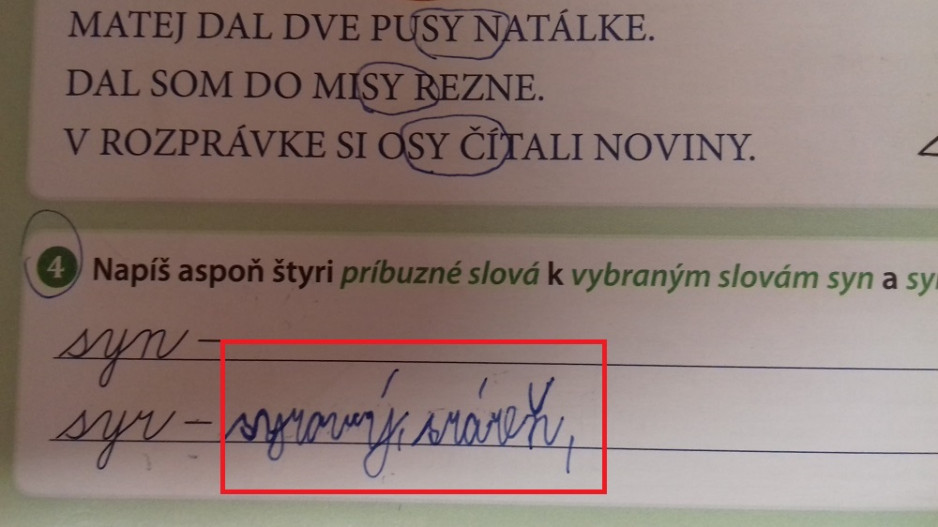 MATEJ DAL DVE PUSY NATÁLKE.
DAL SOM DO MISY REZNE.
V ROZPRÁVKE SI OSY ČÍTALI NOVINY.
4 Napíš aspoň štyri príbuzné slová k vybraným slovám syn a
syn –
syr – syrový,